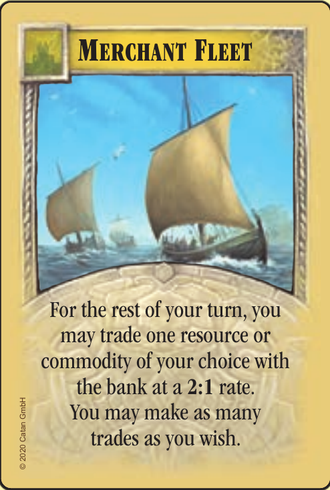 MERCHANT FLEET
For the rest of your turn, you
may trade one resource or
commodity of your choice with
the bank at a 2:1 rate.
You may make as many
trades as you wish.
© 2020 Catan GmbH